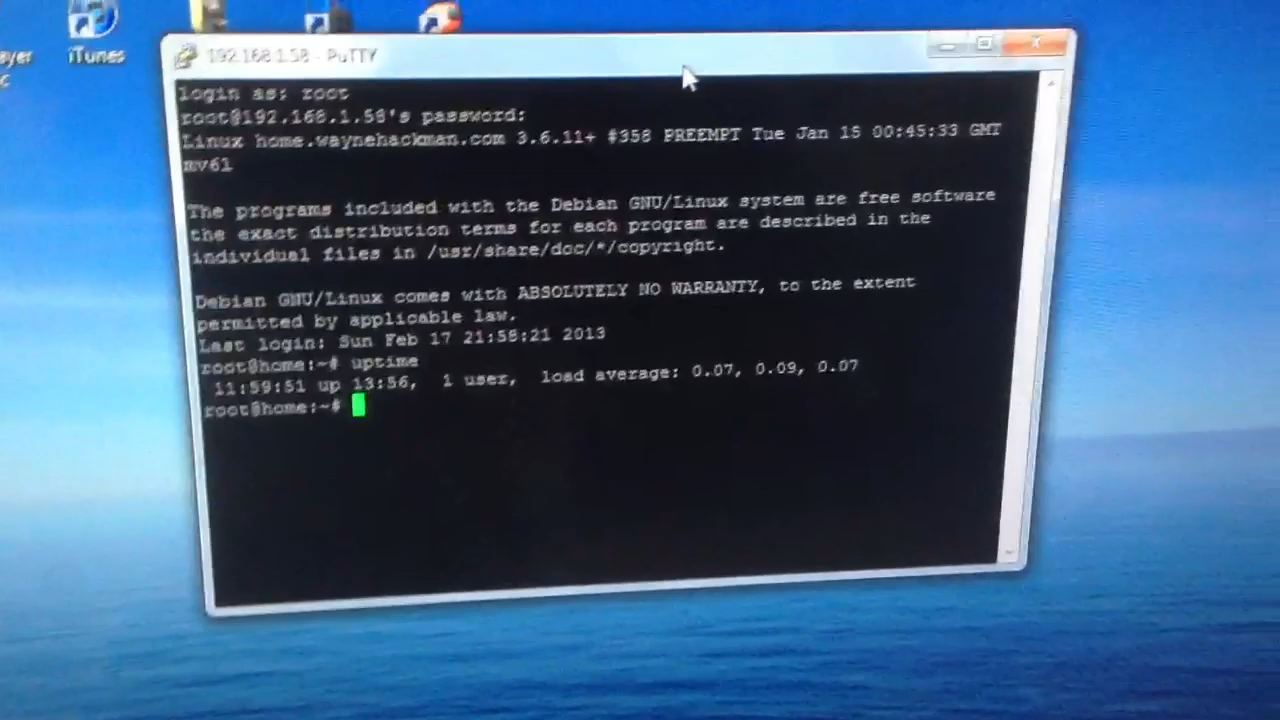 ayer
c
iTunes
192.168.1.58 - PuTTY
login as: root
root@192.168.1.58's password:
Linux home.waynehackman.com 3.6.11+ #358 PREEMPT Tue Jan 15 00:45:33 GMT
mv6l
The programs included with the Debian GNU/Linux system are free software
the exact distribution terms for each program are described in the
individual files in /usr/share/doc/*/copyright.
Debian GNU/Linux comes with ABSOLUTELY NO WARRANTY, to the extent
permitted by applicable law.
Last login: Sun Feb 17 21:58:21 2013
root@home:~# uptime
11:59:51 up 13:56,  1 user,  load average: 0.07, 0.09, 0.07
root@home:~#